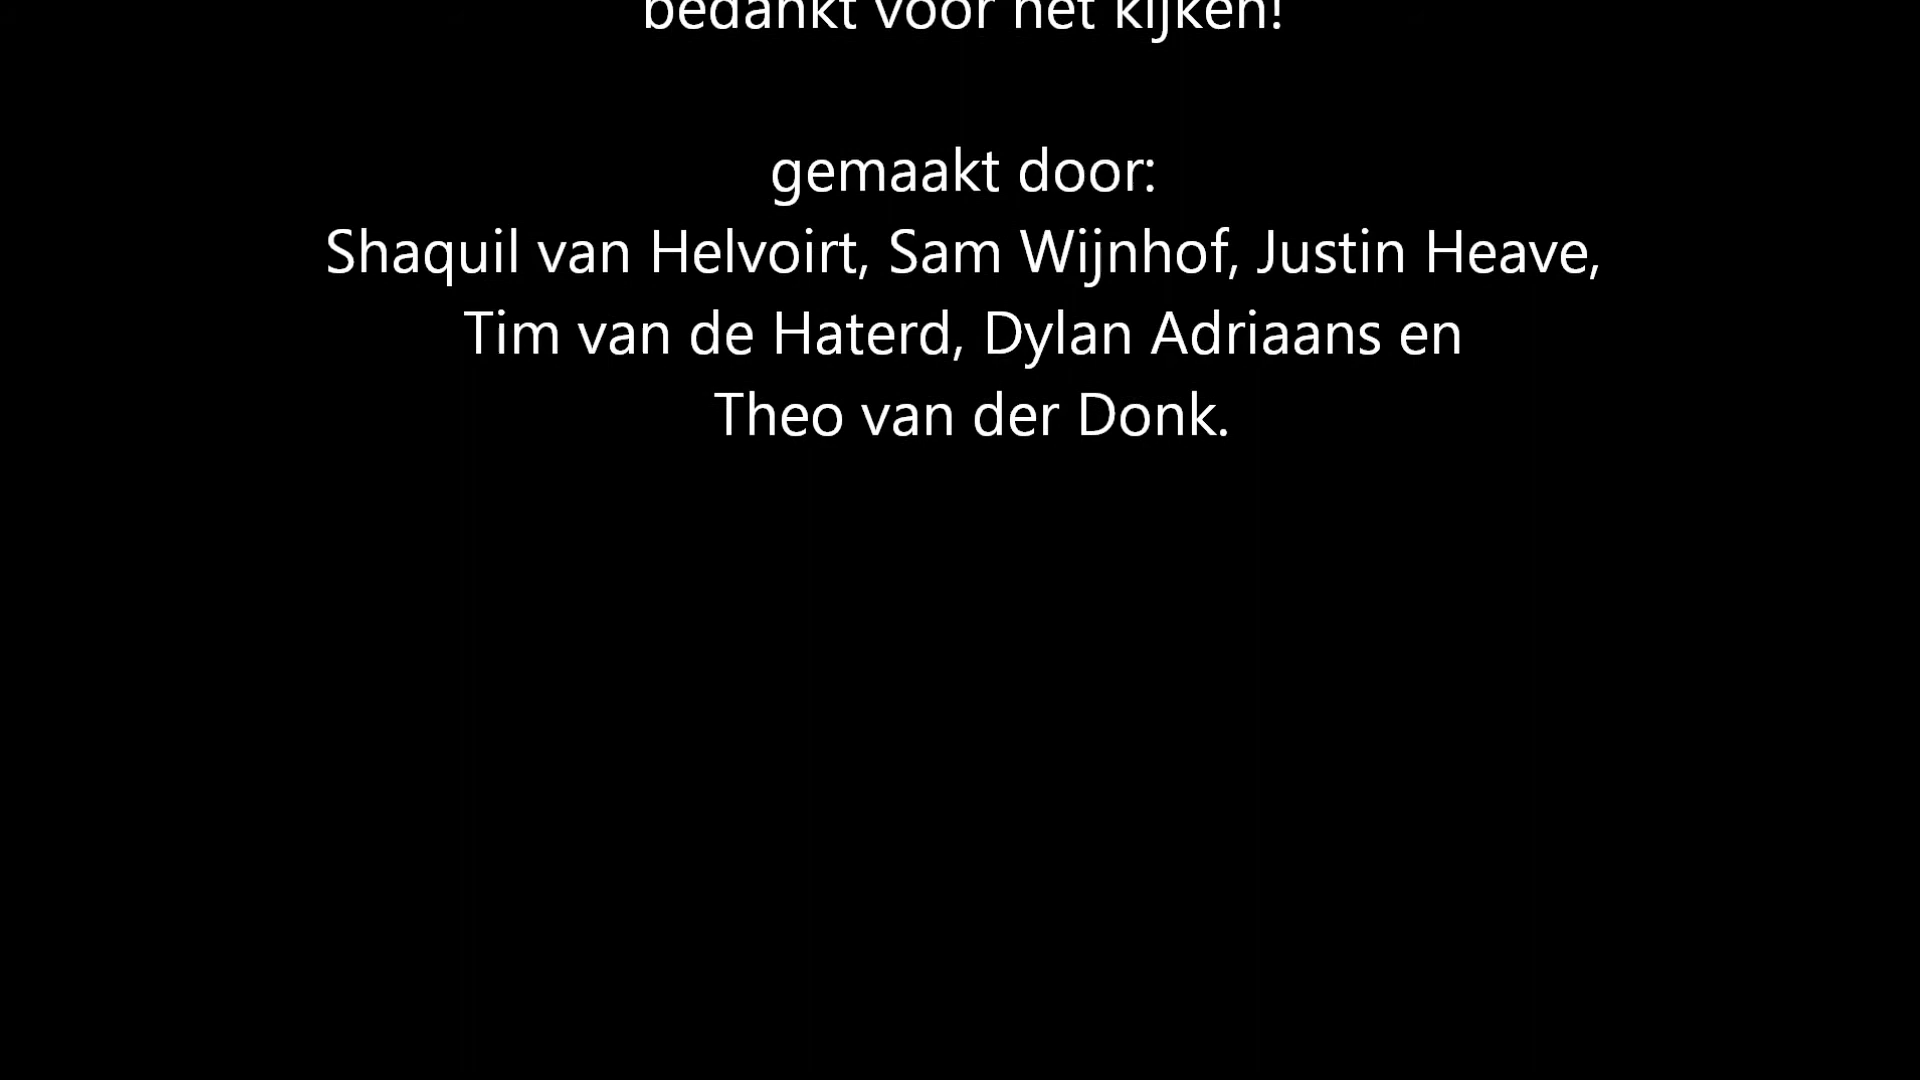 bedankt voor het kijken!
gemaakt door:
Shaquil van Helvoirt, Sam Wijnhof, Justin Heave,
Tim van de Haterd, Dylan Adriaans en
Theo van der Donk.